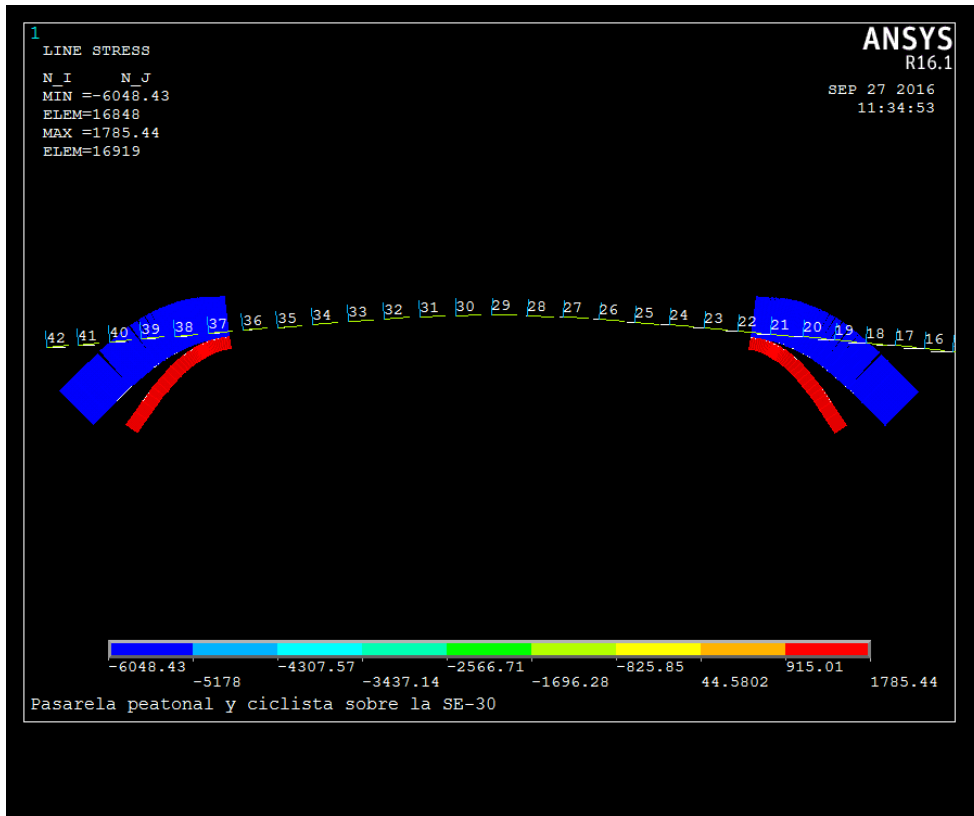 1
LINE STRESS
N_I N_J
MIN =-6048.43
ELEM=16848
MAX =1785.44
ELEM=16919
ANSYS
R16.1
SEP 27 2016
11:34:53
42 41 40 39 38 37 36 35 34 33 32 31 30 29 28 27 26 25 24 23 22 21 20 19 18 17 16
-6048.43 -4307.57 -2566.71 -825.85 915.01
-5178 -3437.14 -1696.28 44.5802 1785.44
Pasarela peatonal y ciclista sobre la SE-30